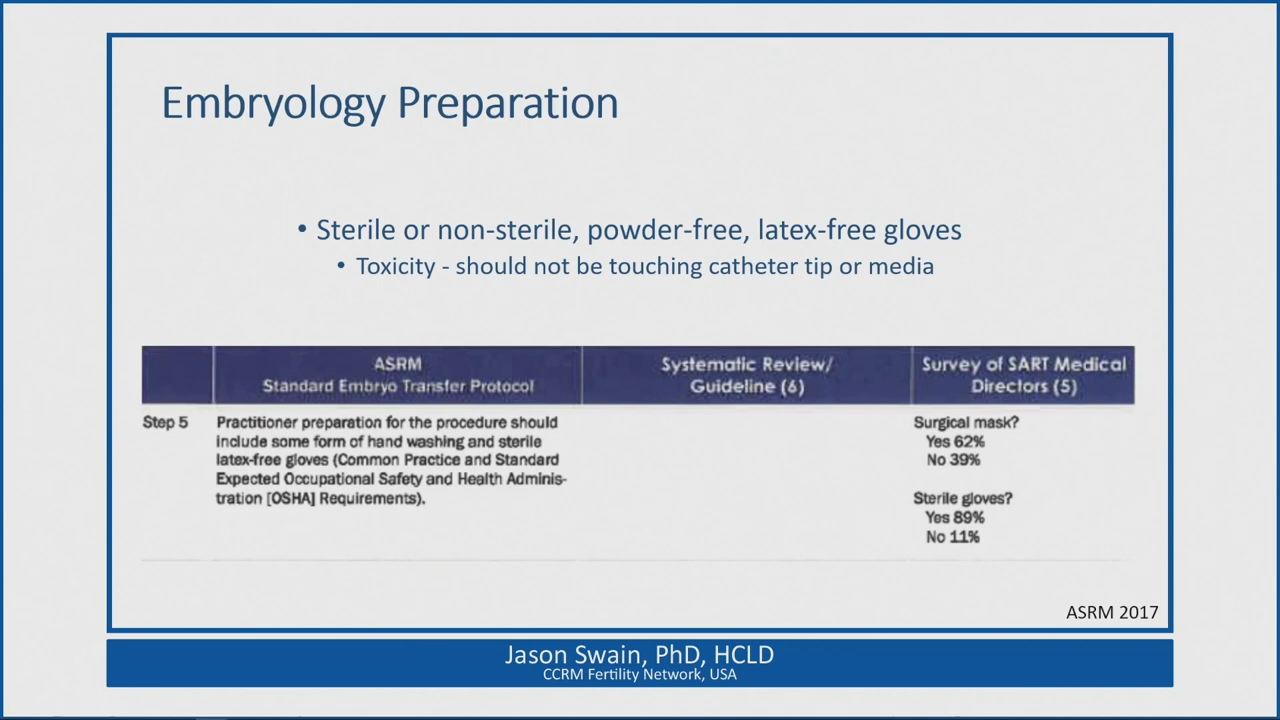 Embryology Preparation
• Sterile or non-sterile, powder-free, latex-free gloves
• Toxicity - should not be touching catheter tip or media
ASRM
Standard Embryo Transfer Protocol
Systematic Review/
Guideline (6)
Survey of SART Medical
Directors (5)
Step 5
Practitioner preparation for the procedure should
include some form of hand washing and sterile
latex-free gloves (Common Practice and Standard
Expected Occupational Safety and Health Adminis-
tration [OSHA] Requirements).
Surgical mask?
Yes 62%
No 39%
Sterile gloves?
Yes 89%
No 11%
ASRM 2017
Jason Swain, PhD, HCLD
CCRM Fertility Network, USA